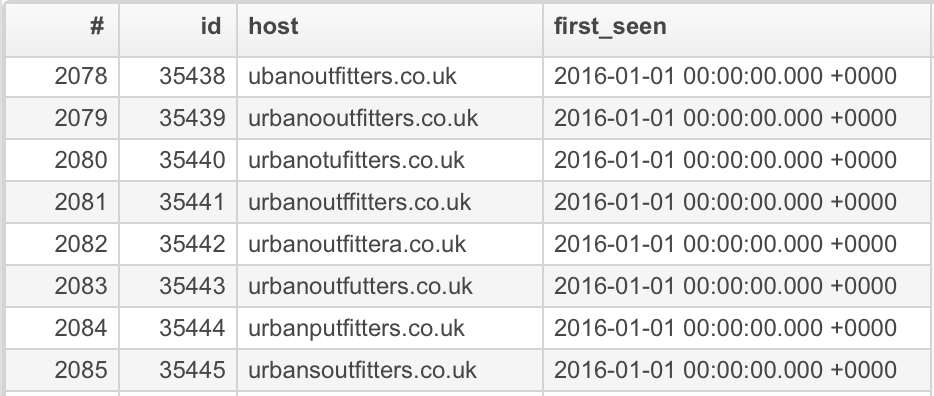 # id host first_seen
2078 35438 ubanoutfitters.co.uk 2016-01-01 00:00:00.000 +0000
2079 35439 urbanooutfitters.co.uk 2016-01-01 00:00:00.000 +0000
2080 35440 urbanotufitters.co.uk 2016-01-01 00:00:00.000 +0000
2081 35441 urbanoutffitters.co.uk 2016-01-01 00:00:00.000 +0000
2082 35442 urbanoutfittera.co.uk 2016-01-01 00:00:00.000 +0000
2083 35443 urbanoutfutters.co.uk 2016-01-01 00:00:00.000 +0000
2084 35444 urbanputfitters.co.uk 2016-01-01 00:00:00.000 +0000
2085 35445 urbansoutfitters.co.uk 2016-01-01 00:00:00.000 +0000